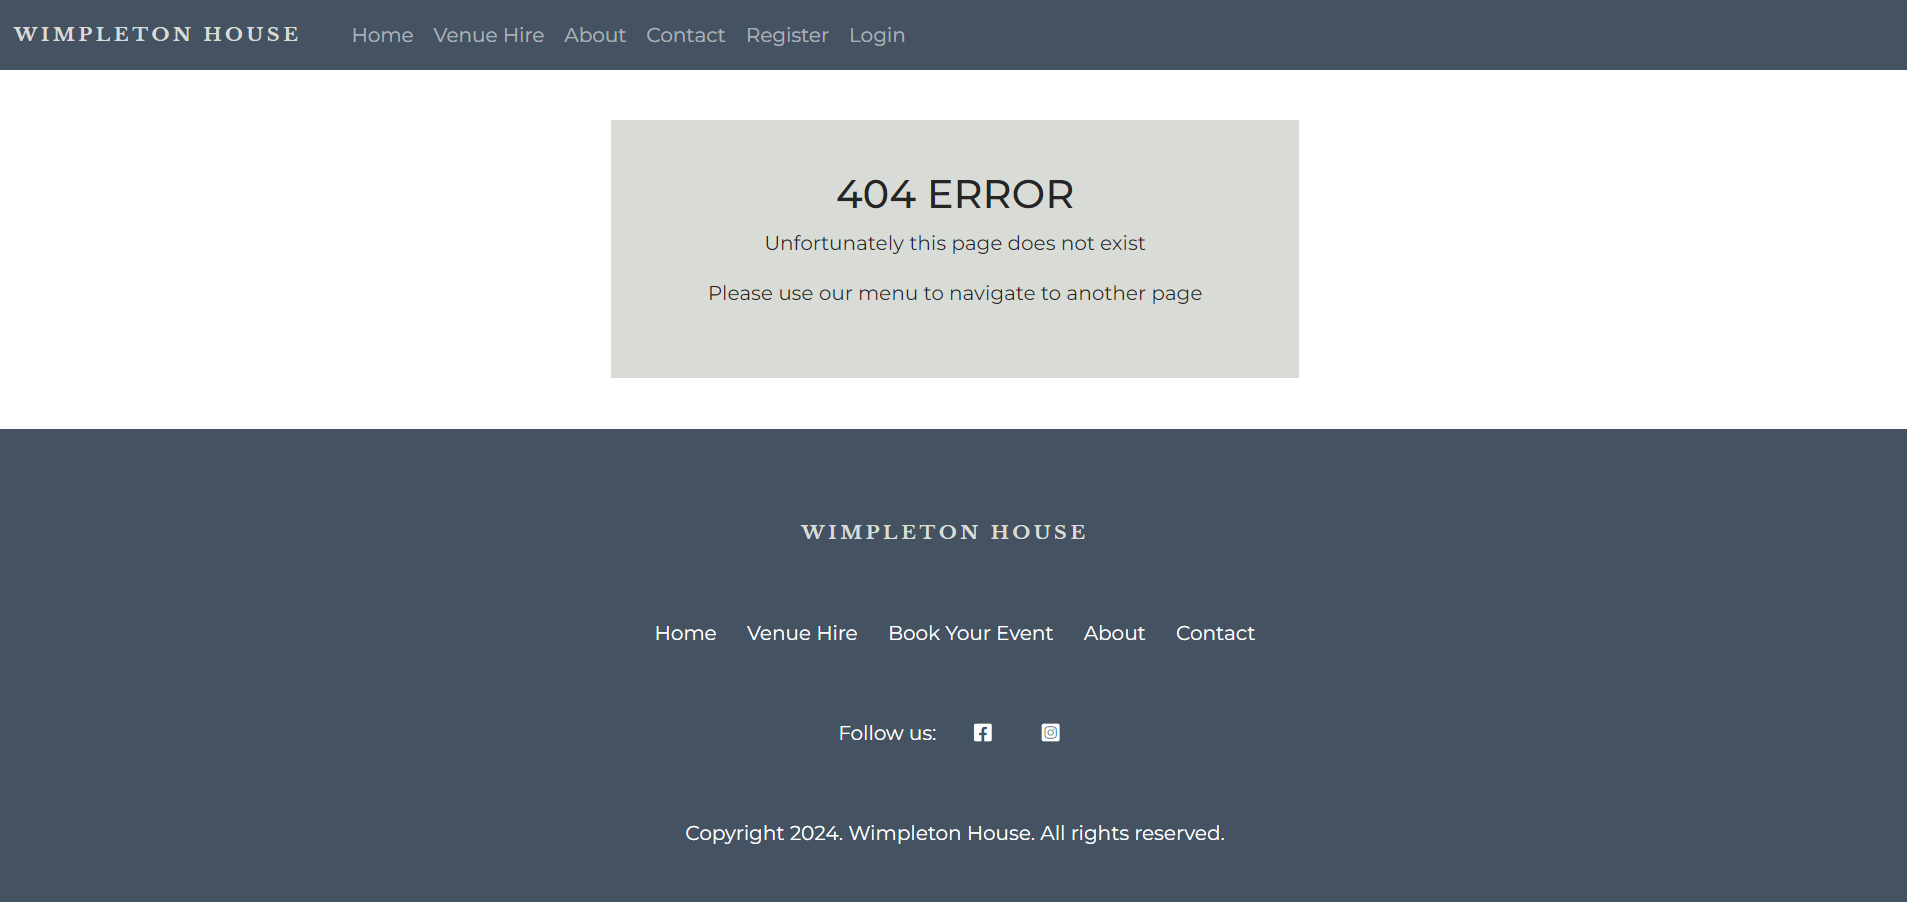 WIMPLETON HOUSE Home Venue Hire About Contact Register Login
404 ERROR
Unfortunately this page does not exist
Please use our menu to navigate to another page
WIMPLETON HOUSE
Home Venue Hire Book Your Event About Contact
Follow us:
Copyright 2024. Wimpleton House. All rights reserved.